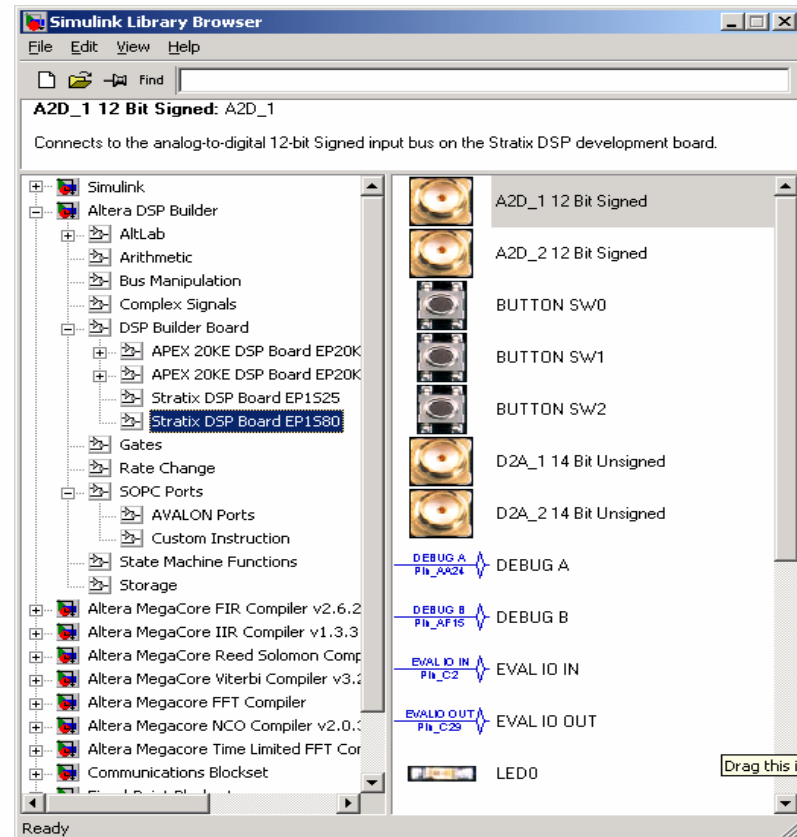 Simulink Library Browser
File Edit View Help
Find
A2D_1 12 Bit Signed: A2D_1
Connects to the analog-to-digital 12-bit Signed input bus on the Stratix DSP development board.
Simulink
Altera DSP Builder
AltLab
Arithmetic
Bus Manipulation
Complex Signals
DSP Builder Board
APEX 20KE DSP Board EP20K
APEX 20KE DSP Board EP20K
Stratix DSP Board EP1S25
Stratix DSP Board EP1S80
Gates
Rate Change
SOPC Ports
AVALON Ports
Custom Instruction
State Machine Functions
Storage
Altera MegaCore FIR Compiler v2.6.2
Altera MegaCore IIR Compiler v1.3.3
Altera MegaCore Reed Solomon Comp
Altera MegaCore Viterbi Compiler v3.2
Altera Megacore FFT Compiler
Altera Megacore NCO Compiler v2.0.
Altera Megacore Time Limited FFT Cor
Communications Blockset
A2D_1 12 Bit Signed
A2D_2 12 Bit Signed
BUTTON SW0
BUTTON SW1
BUTTON SW2
D2A_1 14 Bit Unsigned
D2A_2 14 Bit Unsigned
DEBUG A
Pin_AA24
DEBUG A
DEBUG B
Pin_AF15
DEBUG B
EVAL IO IN
Pin_C2
EVAL IO IN
EVAL IO OUT
Pin_C29
EVAL IO OUT
LED0
Drag this i
Ready